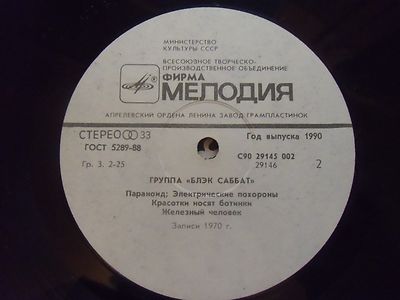 МИНИСТЕРСТВО
КУЛЬТУРЫ СССР
ВСЕСОЮЗНОЕ ТВОРЧЕСКО-
ПРОИЗВОДСТВЕННОЕ ОБЪЕДИНЕНИЕ
ФИРМА
МЕЛОДИЯ
АПРЕЛЕВСКИЙ ОРДЕНА ЛЕНИНА ЗАВОД ГРАМПЛАСТИНОК
СТЕРЕО 33
Год выпуска 1990
ГОСТ 5289-88
С90 29145 002
Гр. 3. 2-25
29146
2
ГРУППА «БЛЭК САББАТ»
Параноид; Электрические похороны
Красотки носят ботинки
Железный человек
Записи 1970 г.